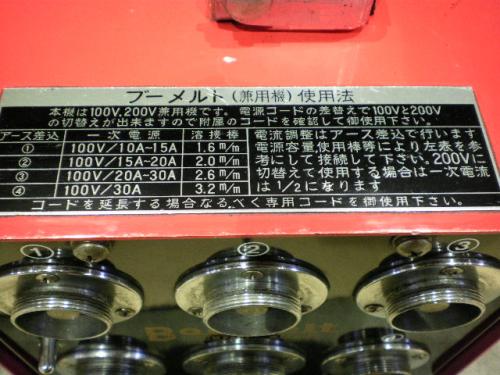 ブーメルト(兼用機)使用法
本機は100V,200V兼用機です。電源コードの差替えで100Vと200V
の切替えが出来ますので附属のコードを確認して御使用下さい。
アース差込 一次電源 溶接棒
① 100V/10A~15A 1.6m/m
② 100V/15A~20A 2.0m/m
③ 100V/20A~30A 2.6m/m
④ 100V/30A 3.2m/m
電流調整はアース差込で行います
電源容量,使用棒等により左巻を参
考にして接続して下さい。200Vに
切替えて使用する場合は一次電流
は1/2になります
コードを延長する場合なるべく専用コードを御使用下さい。
① ② ③